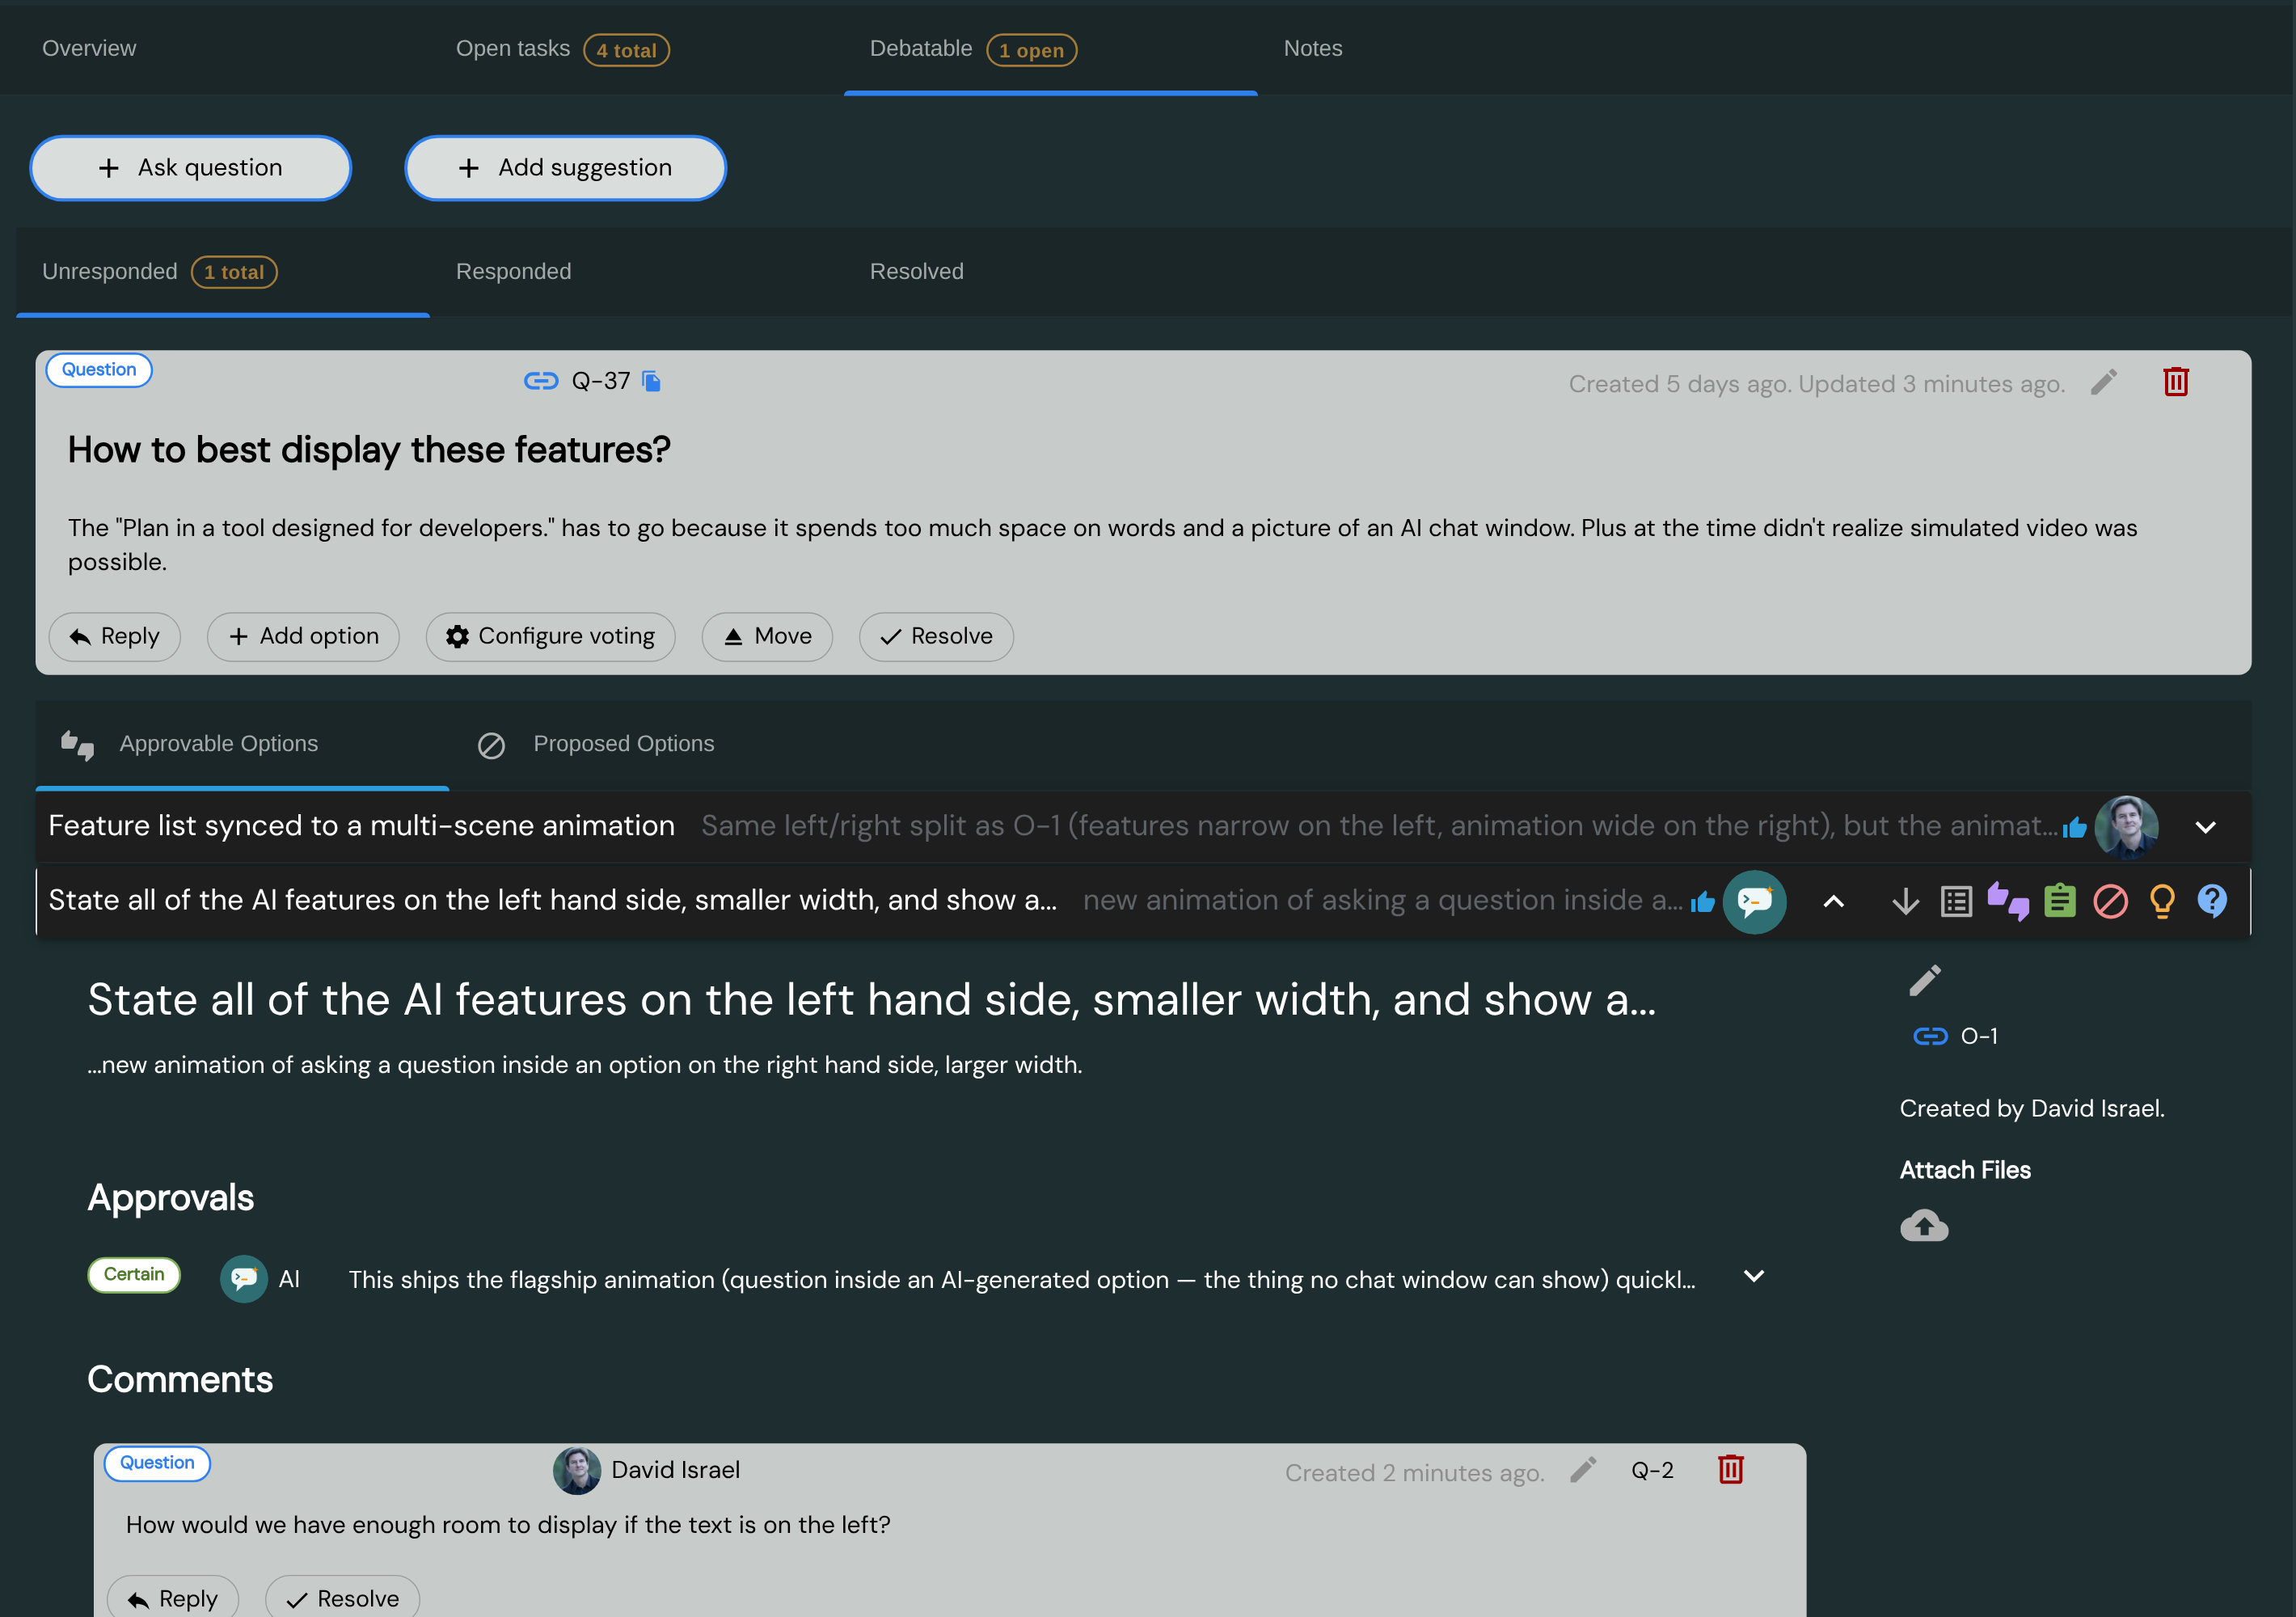 Overview
Open tasks 4 total
Debatable 1 open
Notes
+ Ask question
+ Add suggestion
Unresponded 1 total
Responded
Resolved
Question
Q-37
Created 5 days ago. Updated 3 minutes ago.
How to best display these features?
The "Plan in a tool designed for developers." has to go because it spends too much space on words and a picture of an AI chat window. Plus at the time didn't realize simulated video was
possible.
Reply
+ Add option
Configure voting
Move
Resolve
Approvable Options
Proposed Options
Feature list synced to a multi-scene animation Same left/right split as O-1 (features narrow on the left, animation wide on the right), but the animat...
State all of the AI features on the left hand side, smaller width, and show a... new animation of asking a question inside a...
State all of the AI features on the left hand side, smaller width, and show a...
O-1
...new animation of asking a question inside an option on the right hand side, larger width.
Created by David Israel.
Attach Files
Approvals
Certain
AI
This ships the flagship animation (question inside an AI-generated option — the thing no chat window can show) quickl...
Comments
Question
David Israel
Created 2 minutes ago.
Q-2
How would we have enough room to display if the text is on the left?
Reply
Resolve